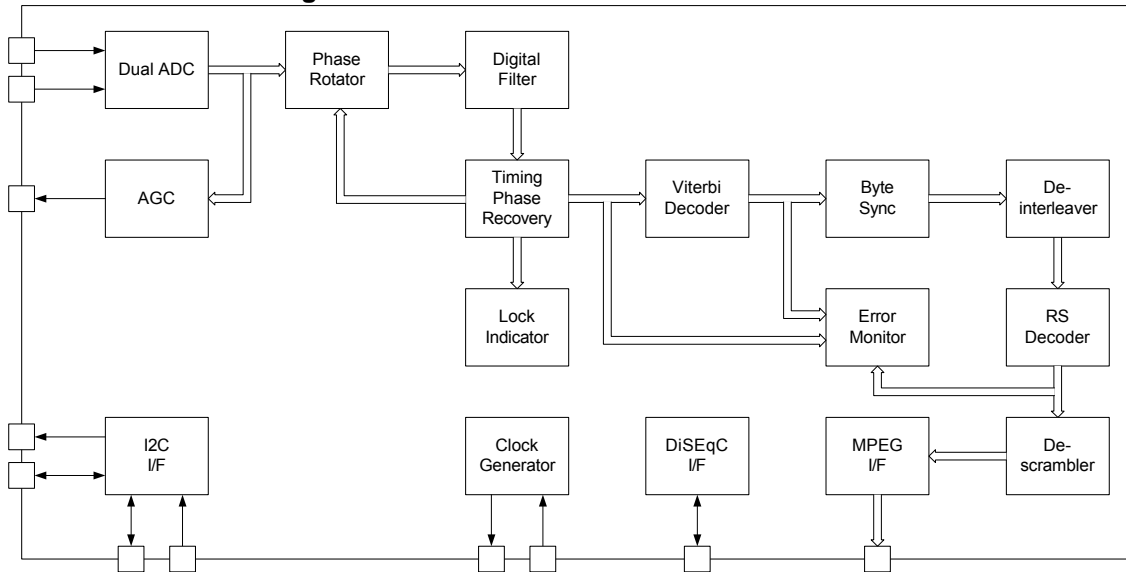 Dual ADC
Phase
Rotator
Digital
Filter
AGC
Timing
Phase
Recovery
Viterbi
Decoder
Byte
Sync
De-
interleaver
Lock
Indicator
Error
Monitor
RS
Decoder
I2C
I/F
Clock
Generator
DiSEqC
I/F
MPEG
I/F
De-
scrambler